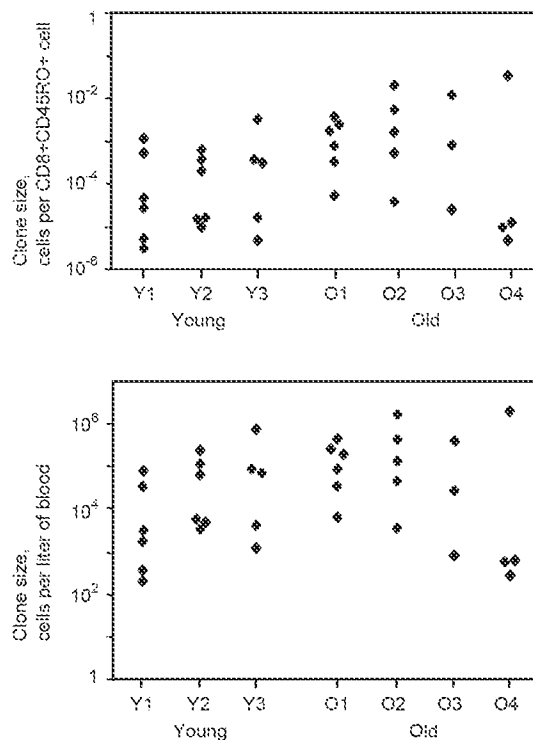 Clone size,
cells per CD8+CD45RO+ cell
1
10-2
10-4
10-6
Y1 Y2 Y3 O1 O2 O3 O4
Young Old
Clone size,
cells per liter of blood
106
104
102
1
Y1 Y2 Y3 O1 O2 O3 O4
Young Old